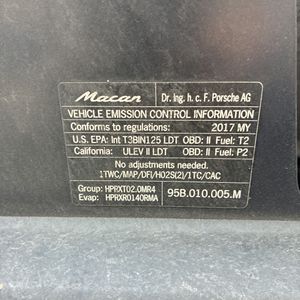 Macan Dr. Ing. h. c. F. Porsche AG
VEHICLE EMISSION CONTROL INFORMATION
Conforms to regulations: 2017 MY
U.S. EPA: Int T3BIN125 LDT OBD: II Fuel: T2
California: ULEV II LDT OBD: II Fuel: P2
No adjustments needed.
1TWC/MAP/DFI/HO2S(2)/1TC/CAC
Group: HPRXT02.0MR4
Evap: HPRXR0140RMA
95B.010.005.M